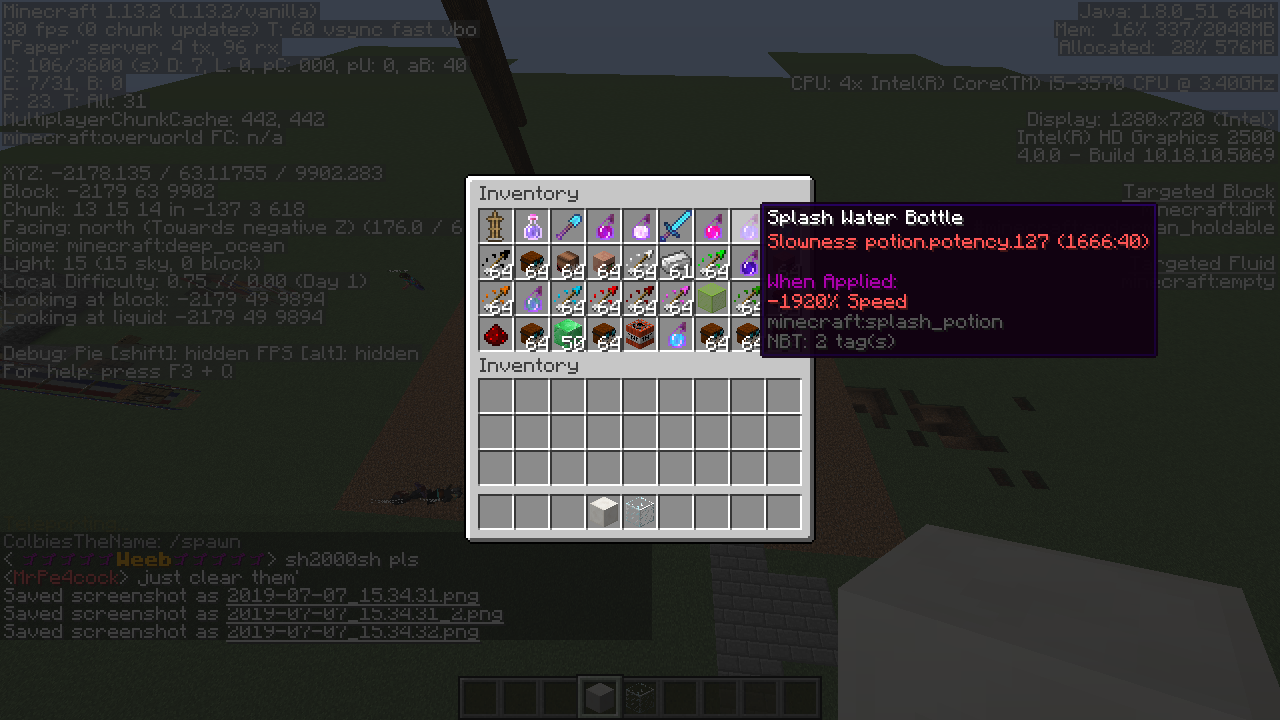 Minecraft 1.13.2 (1.13.2/vanilla)
30 fps (0 chunk updates) T: 60 vsync fast vbo
"Paper" server, 4 tx, 96 rx
C: 106/3600 (s) D: 7, L: 0, pC: 000, pU: 0, aB: 40
E: 7/31, B: 0
P: 23. T: All: 31
MultiplayerChunkCache: 442, 442
minecraft:overworld FC: n/a
XYZ: -2178.135 / 63.11755 / 9902.283
Block: -2179 63 9902
Chunk: 13 15 14 in -137 3 618
Facing: north (Towards negative Z) (176.0 / 6
Biome: minecraft:deep_ocean
Light: 15 (15 sky, 0 block)
Local Difficulty: 0.75 // 0.00 (Day 1)
Looking at block: -2179 49 9894
Looking at liquid: -2179 49 9894
Debug: Pie [shift]: hidden FPS [alt]: hidden
For help: press F3 + Q
Java: 1.8.0_51 64bit
Mem: 16% 337/2048MB
Allocated: 28% 576MB
CPU: 4x Intel(R) Core(TM) i5-3570 CPU @ 3.40GHz
Display: 1280x720 (Intel)
Intel(R) HD Graphics 2500
4.0.0 - Build 10.18.10.5069
Targeted Block
necraft:dirt
an_holdable
geted Fluid
ecraft:empty
Inventory
64 64 64 64 64 61 64
64 64 64 64 64 64 64
64 50 64 64 64
Splash Water Bottle
Slowness potion.potency.127 (1666:40)
When Applied:
-1920% Speed
minecraft:splash_potion
NBT: 2 tag(s)
Inventory
ColbiesTheName: /spawn
< Weeb > sh2000sh pls
<MrPe4cock> just clear them'
Saved screenshot as 2019-07-07_15.34.31.png
Saved screenshot as 2019-07-07_15.34.31_2.png
Saved screenshot as 2019-07-07_15.34.32.png